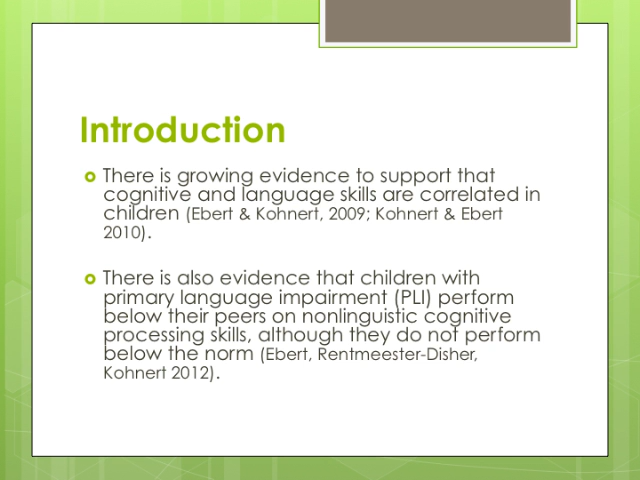 Introduction
There is growing evidence to support that
cognitive and language skills are correlated in
children (Ebert & Kohnert, 2009; Kohnert & Ebert
2010).
There is also evidence that children with
primary language impairment (PLI) perform
below their peers on nonlinguistic cognitive
processing skills, although they do not perform
below the norm (Ebert, Rentmeester-Disher,
Kohnert 2012).